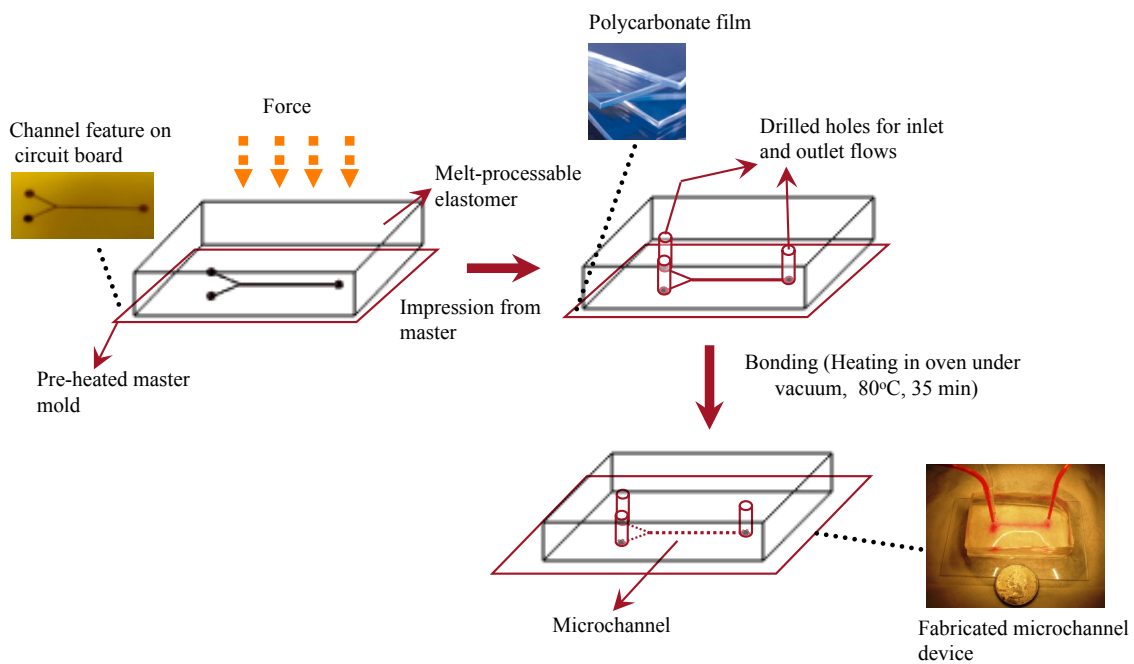 Polycarbonate film
Force
Channel feature on
circuit board
Drilled holes for inlet
and outlet flows
Melt-processable
elastomer
Impression from
master
Pre-heated master
mold
Bonding (Heating in oven under
vacuum, 80°C, 35 min)
Microchannel
Fabricated microchannel
device